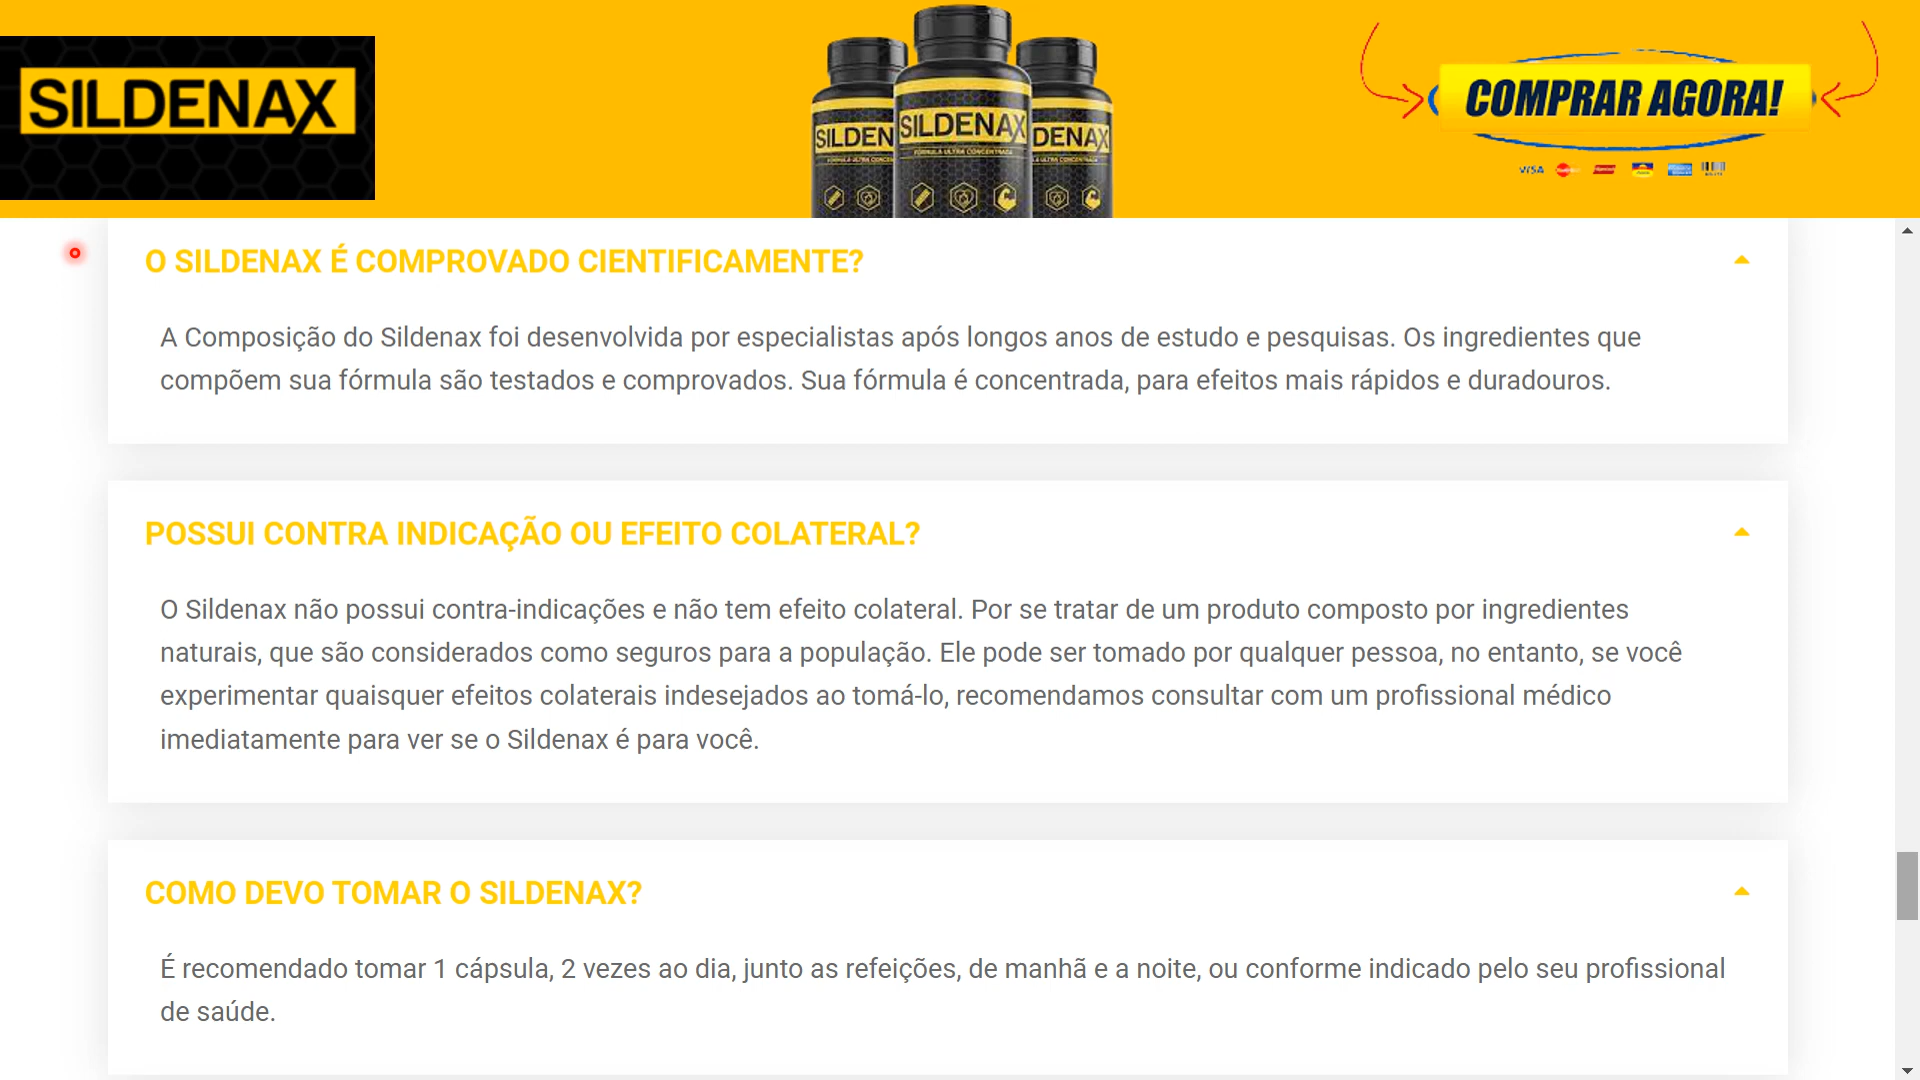 SILDENAX
SILDEN
SILDENAX
FÓRMULA ULTRA CONCENTRADA
DENAX
COMPRAR AGORA!
VISA
O SILDENAX É COMPROVADO CIENTIFICAMENTE?
A Composição do Sildenax foi desenvolvida por especialistas após longos anos de estudo e pesquisas. Os ingredientes que
compõem sua fórmula são testados e comprovados. Sua fórmula é concentrada, para efeitos mais rápidos e duradouros.
POSSUI CONTRA INDICAÇÃO OU EFEITO COLATERAL?
O Sildenax não possui contra-indicações e não tem efeito colateral. Por se tratar de um produto composto por ingredientes
naturais, que são considerados como seguros para a população. Ele pode ser tomado por qualquer pessoa, no entanto, se você
experimentar quaisquer efeitos colaterais indesejados ao tomá-lo, recomendamos consultar com um profissional médico
imediatamente para ver se o Sildenax é para você.
COMO DEVO TOMAR O SILDENAX?
É recomendado tomar 1 cápsula, 2 vezes ao dia, junto as refeições, de manhã e a noite, ou conforme indicado pelo seu profissional
de saúde.